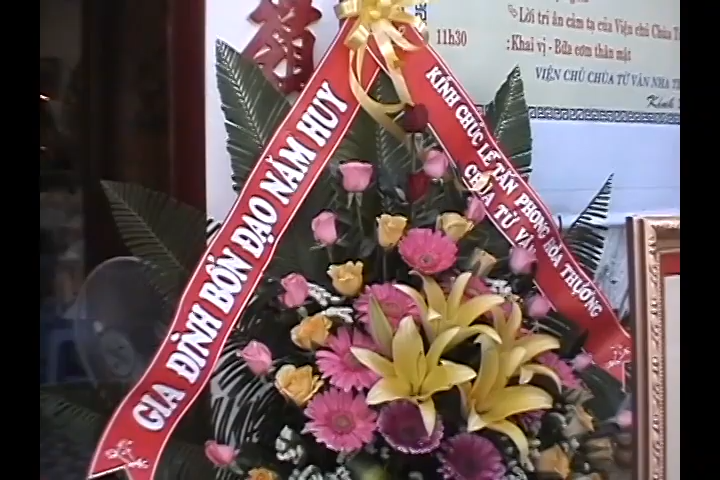 Lời tri ân cảm tạ của Viện chủ Chùa
11h30 : Khai vị - Bữa cơm thân mật
VIỆN CHỦ CHÙA TỪ VÂN NHA
Kính
GIA ĐÌNH BỔN ĐẠO NĂM HUY
KÍNH CHÚC LỄ TẤN PHONG HÒA THƯỢNG
CHÙA TỪ VÂN